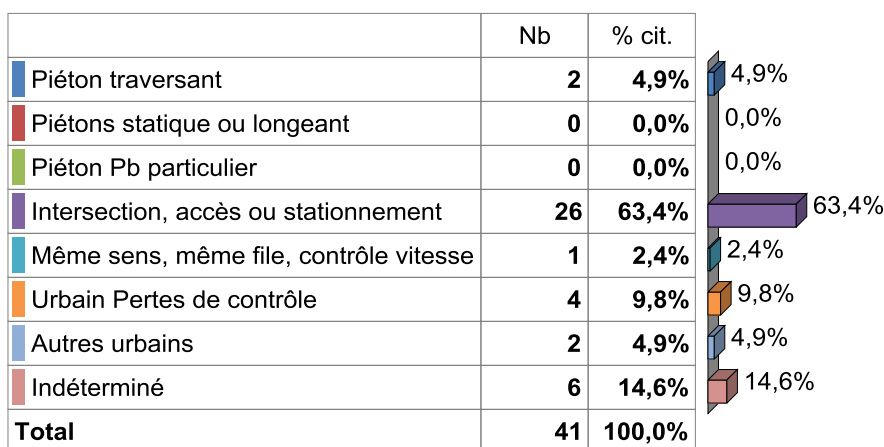 Nb % cit.
Piéton traversant 2 4,9% 4,9%
Piétons statique ou longeant 0 0,0% 0,0%
Piéton Pb particulier 0 0,0% 0,0%
Intersection, accès ou stationnement 26 63,4% 63,4%
Même sens, même file, contrôle vitesse 1 2,4% 2,4%
Urbain Pertes de contrôle 4 9,8% 9,8%
Autres urbains 2 4,9% 4,9%
Indéterminé 6 14,6% 14,6%
Total 41 100,0%